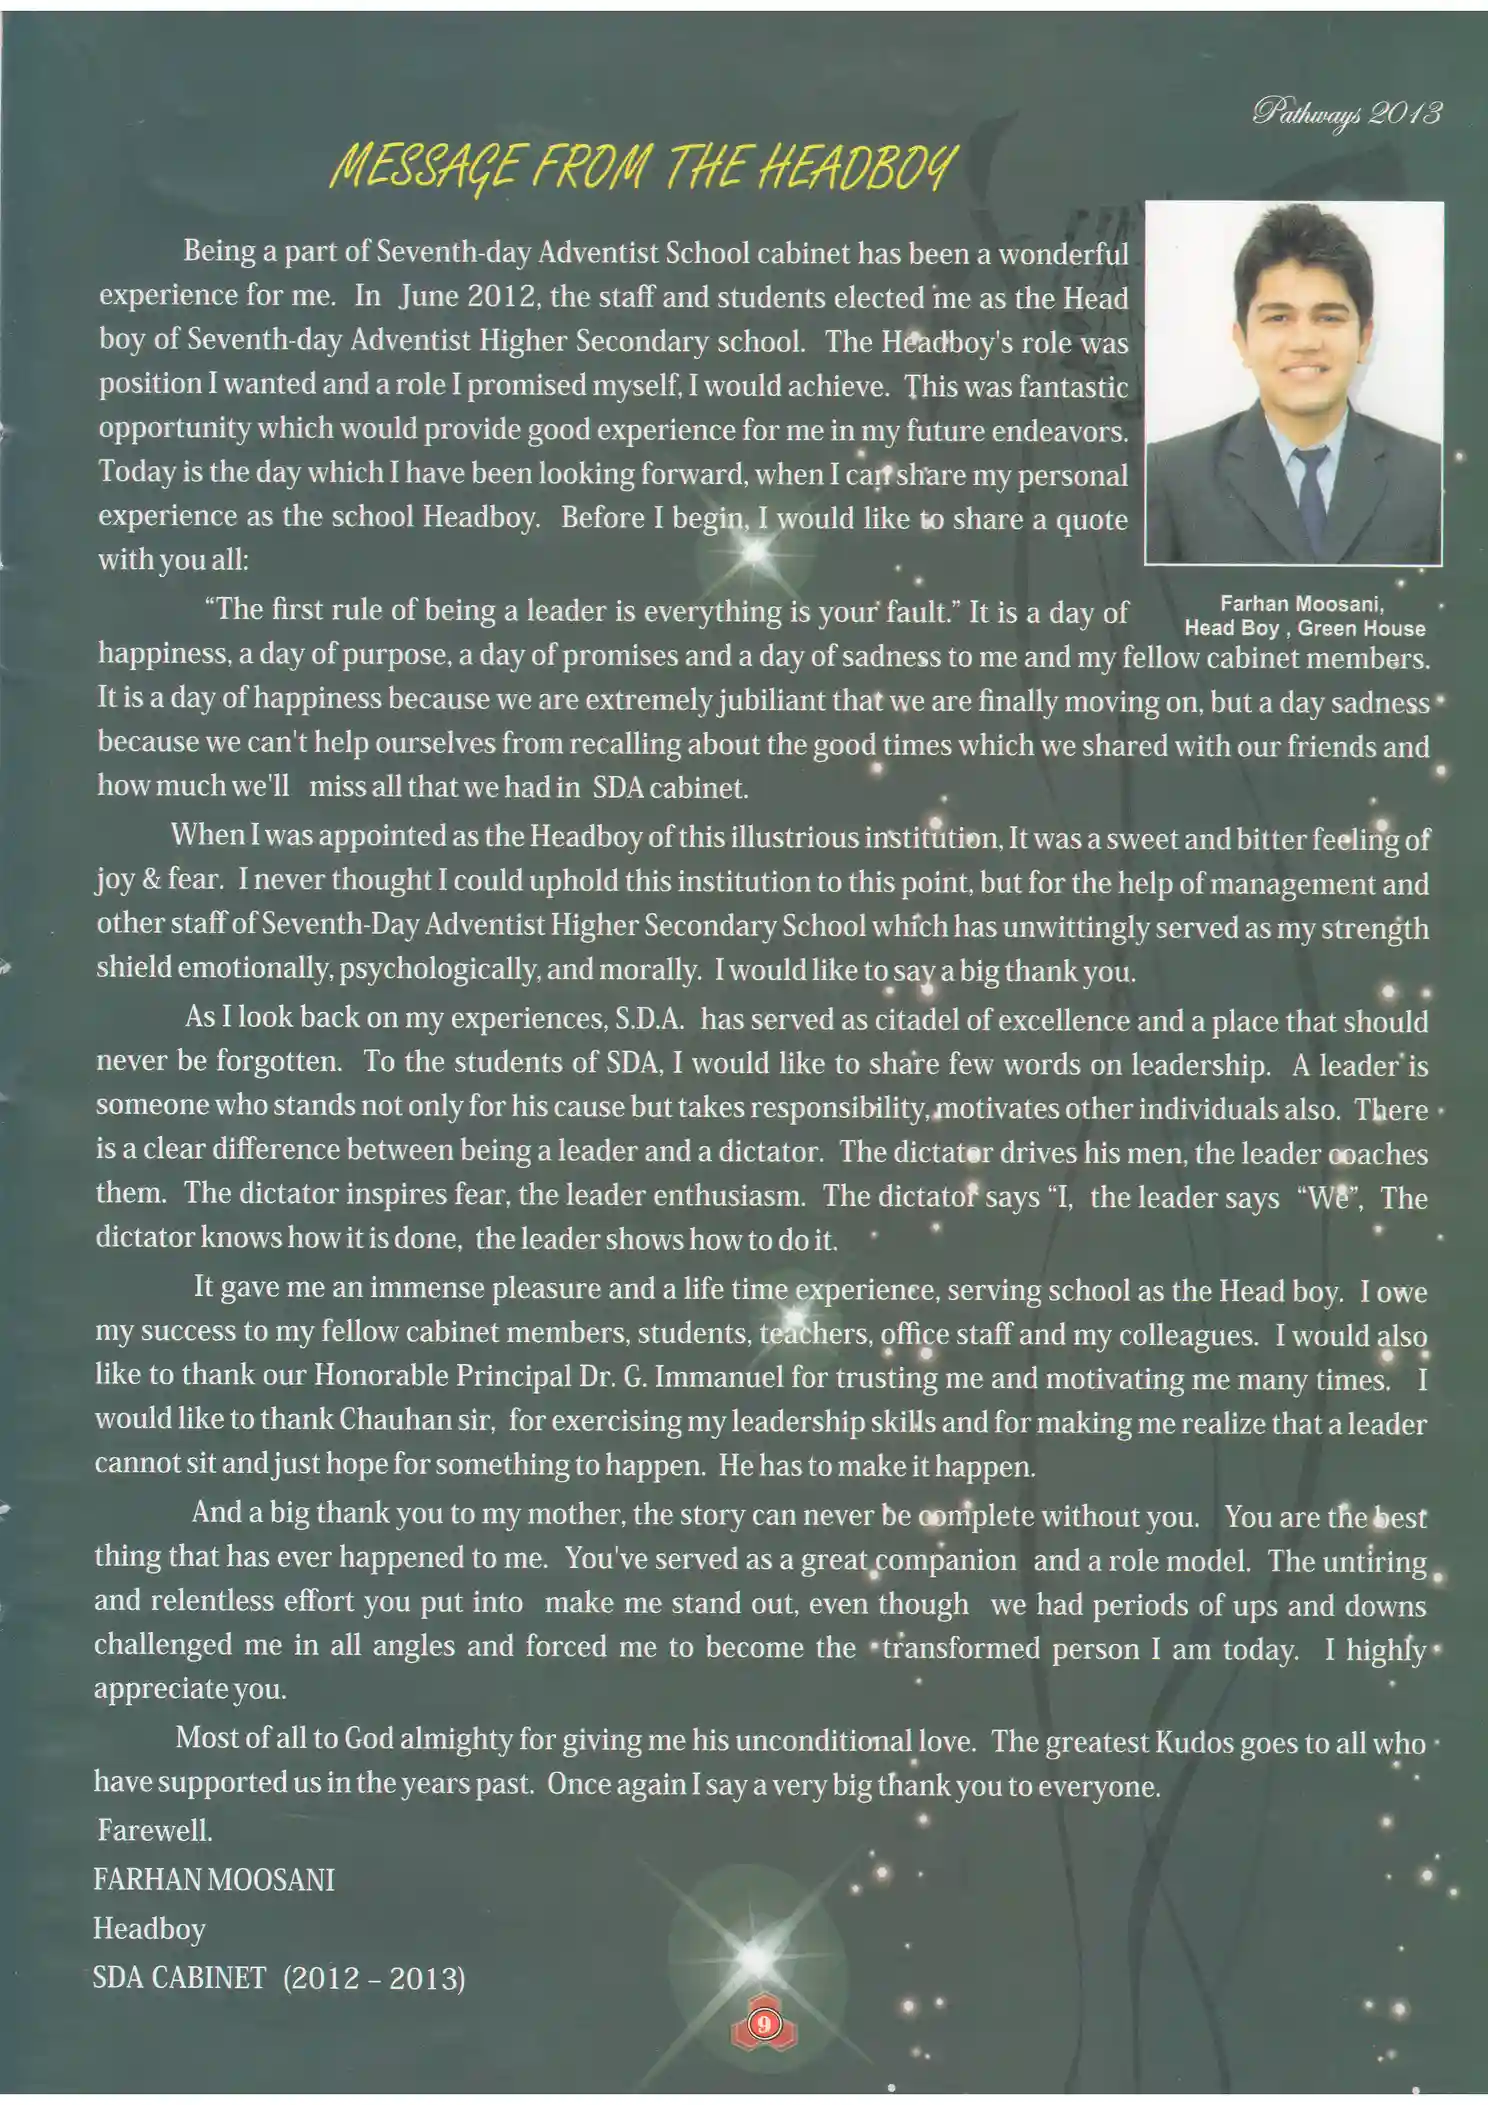 Pathways 2013
MESSAGE FROM THE HEADBOY
Being a part of Seventh-day Adventist School cabinet has been a wonderful
experience for me. In June 2012, the staff and students elected me as the Head
boy of Seventh-day Adventist Higher Secondary school. The Headboy's role was
position I wanted and a role I promised myself, I would achieve. This was fantastic
opportunity which would provide good experience for me in my future endeavors.
Today is the day which I have been looking forward, when I can share my personal
experience as the school Headboy. Before I begin, I would like to share a quote
with you all:
Farhan Moosani,
Head Boy , Green House
“The first rule of being a leader is everything is your fault.” It is a day of
happiness, a day of purpose, a day of promises and a day of sadness to me and my fellow cabinet members.
It is a day of happiness because we are extremely jubiliant that we are finally moving on, but a day sadness
because we can't help ourselves from recalling about the good times which we shared with our friends and
how much we'll miss all that we had in SDA cabinet.
When I was appointed as the Headboy of this illustrious institution, It was a sweet and bitter feeling of
joy & fear. I never thought I could uphold this institution to this point, but for the help of management and
other staff of Seventh-Day Adventist Higher Secondary School which has unwittingly served as my strength
shield emotionally, psychologically, and morally. I would like to say a big thank you.
As I look back on my experiences, S.D.A. has served as citadel of excellence and a place that should
never be forgotten. To the students of SDA, I would like to share few words on leadership. A leader is
someone who stands not only for his cause but takes responsibility, motivates other individuals also. There
is a clear difference between being a leader and a dictator. The dictator drives his men, the leader coaches
them. The dictator inspires fear, the leader enthusiasm. The dictator says “I, the leader says “We”, The
dictator knows how it is done, the leader shows how to do it.
It gave me an immense pleasure and a life time experience, serving school as the Head boy. I owe
my success to my fellow cabinet members, students, teachers, office staff and my colleagues. I would also
like to thank our Honorable Principal Dr. G. Immanuel for trusting me and motivating me many times. I
would like to thank Chauhan sir, for exercising my leadership skills and for making me realize that a leader
cannot sit and just hope for something to happen. He has to make it happen.
And a big thank you to my mother, the story can never be complete without you. You are the best
thing that has ever happened to me. You've served as a great companion and a role model. The untiring
and relentless effort you put into make me stand out, even though we had periods of ups and downs
challenged me in all angles and forced me to become the transformed person I am today. I highly
appreciate you.
Most of all to God almighty for giving me his unconditional love. The greatest Kudos goes to all who
have supported us in the years past. Once again I say a very big thank you to everyone.
Farewell.
FARHAN MOOSANI
Headboy
SDA CABINET (2012 – 2013)
9